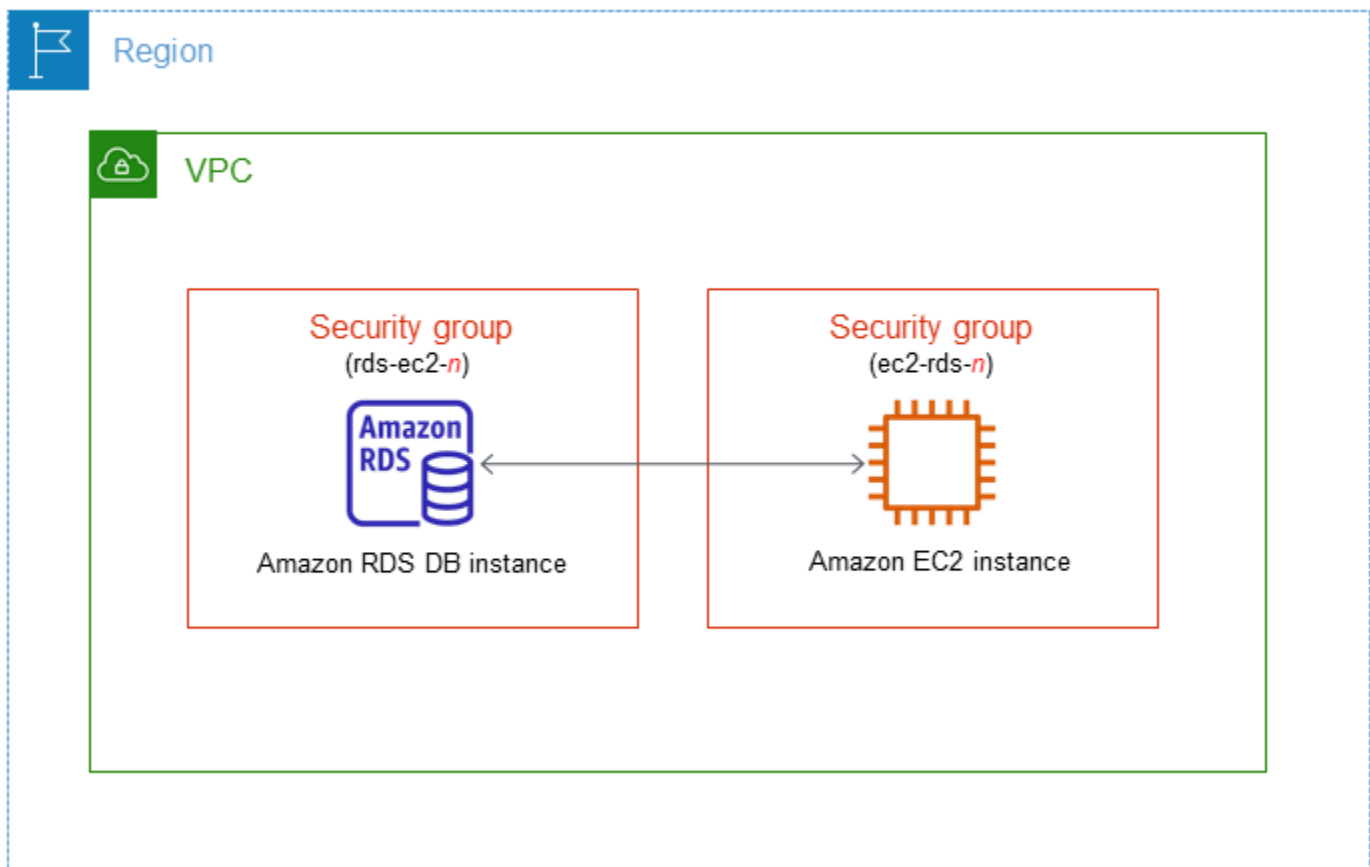 Region
VPC
Security group
(rds-ec2-n)
Amazon
RDS
Amazon RDS DB instance
Security group
(ec2-rds-n)
Amazon EC2 instance